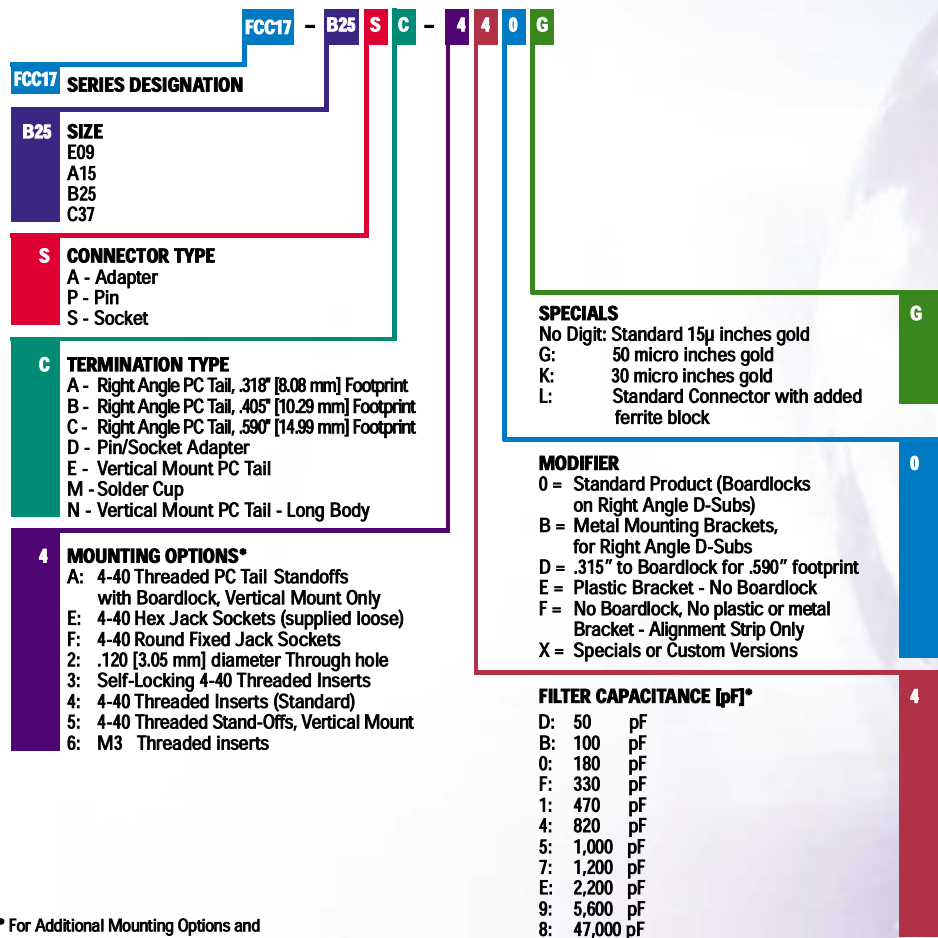 FCC17 - B25 S C - 4 4 0 G
FCC17 SERIES DESIGNATION
B25 SIZE
E09
A15
B25
C37
S CONNECTOR TYPE
A - Adapter
P - Pin
S - Socket
C TERMINATION TYPE
A - Right Angle PC Tail, .318" [8.08 mm] Footprint
B - Right Angle PC Tail, .405" [10.29 mm] Footprint
C - Right Angle PC Tail, .590" [14.99 mm] Footprint
D - Pin/Socket Adapter
E - Vertical Mount PC Tail
M - Solder Cup
N - Vertical Mount PC Tail - Long Body
4 MOUNTING OPTIONS*
A: 4-40 Threaded PC Tail Standoffs
with Boardlock, Vertical Mount Only
E: 4-40 Hex Jack Sockets (supplied loose)
F: 4-40 Round Fixed Jack Sockets
2: .120 [3.05 mm] diameter Through hole
3: Self-Locking 4-40 Threaded Inserts
4: 4-40 Threaded Inserts (Standard)
5: 4-40 Threaded Stand-Offs, Vertical Mount
6: M3 Threaded inserts
* For Additional Mounting Options and
SPECIALS G
No Digit: Standard 15µ inches gold
G: 50 micro inches gold
K: 30 micro inches gold
L: Standard Connector with added
ferrite block
MODIFIER 0
0 = Standard Product (Boardlocks
on Right Angle D-Subs)
B = Metal Mounting Brackets,
for Right Angle D-Subs
D = .315" to Boardlock for .590" footprint
E = Plastic Bracket - No Boardlock
F = No Boardlock, No plastic or metal
Bracket - Alignment Strip Only
X = Specials or Custom Versions
FILTER CAPACITANCE [pF]* 4
D: 50 pF
B: 100 pF
0: 180 pF
F: 330 pF
1: 470 pF
4: 820 pF
5: 1,000 pF
7: 1,200 pF
E: 2,200 pF
9: 5,600 pF
8: 47,000 pF